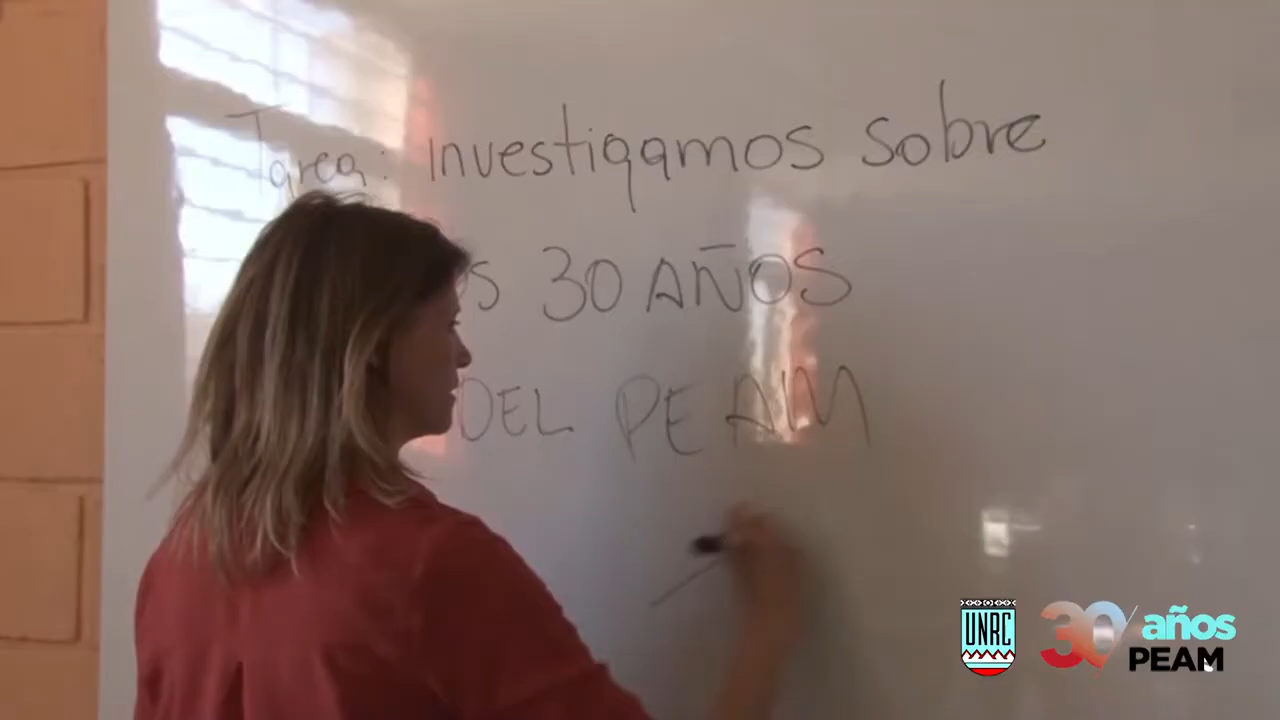 Tarea: Investigamos sobre
s 30 AÑOS
DEL PEAM
UNRC
30 años
PEAM